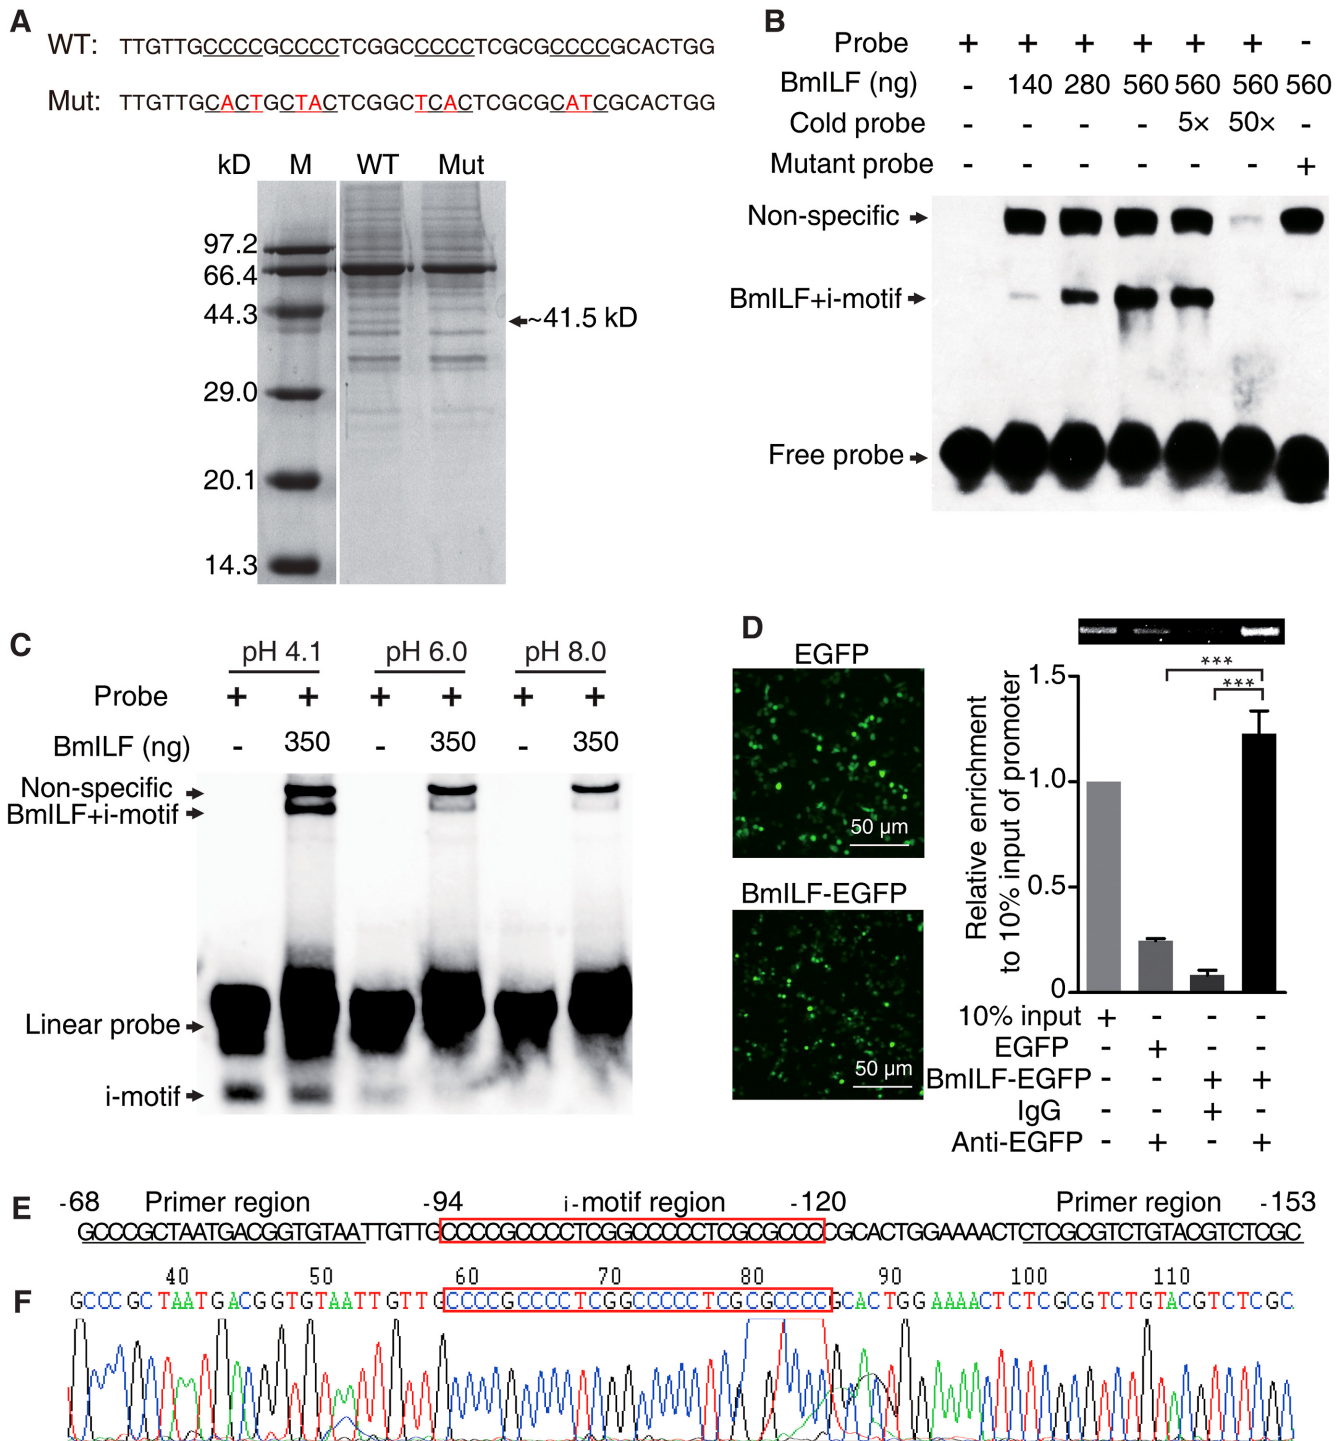 A
WT: TTGTTGCCCCGCCCCTCGGCCCCCTCGCGCCCCGCACTGG
Mut: TTGTTGCACTGCTACTCGGCTCACTCGCGCATCGCACTGG
kD M WT Mut
97.2
66.4
44.3
~41.5 kD
29.0
20.1
14.3
B
Probe + + + + + + -
BmILF (ng) - 140 280 560 560 560 560
Cold probe - - - - 5× 50× -
Mutant probe - - - - - - +
Non-specific
BmILF+i-motif
Free probe
C
pH 4.1 pH 6.0 pH 8.0
Probe + + + + + +
BmILF (ng) - 350 - 350 - 350
Non-specific
BmILF+i-motif
Linear probe
i-motif
D
EGFP
50 µm
BmILF-EGFP
50 µm
*** 
***
Relative enrichment
to 10% input of promoter
1.5
1.0
0.5
0
10% input + - - -
EGFP - + - -
BmILF-EGFP - - + +
IgG - - + -
Anti-EGFP - + - +
E
-68 Primer region -94 i-motif region -120 Primer region -153
GCCCGCTAATGACGGTGTAATTGTTGCCCCGCCCCTCGGCCCCCTCGCGCCCCGCACTGGAAAACTCTCGCGTCTGTACGTCTCGC
F
40 50 60 70 80 90 100 110
GCCCGCTAATGACGGTGTAATTGTTGCCCCGCCCCTCGGCCCCCTCGCGCCCCGCACTGGAAAACTCTCGCGTCTGTACGTCTCGC